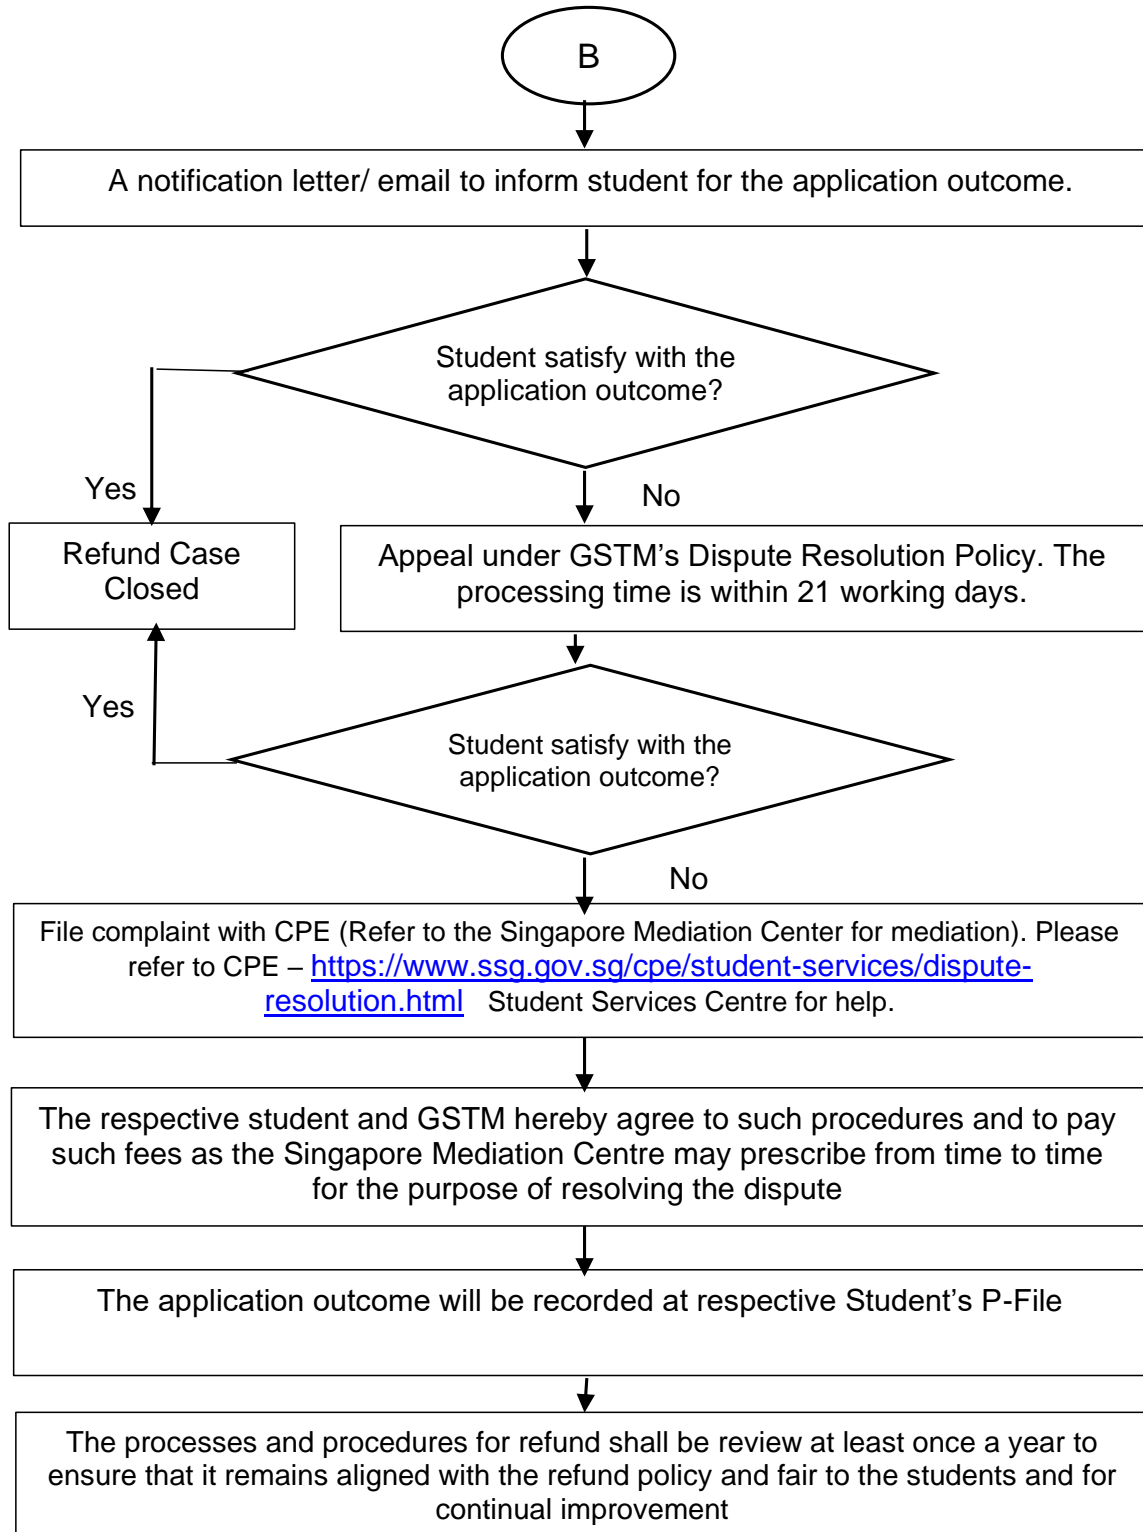 B
A notification letter/ email to inform student for the application outcome.
Student satisfy with the
application outcome?
Yes
No
Refund Case
Closed
Appeal under GSTM’s Dispute Resolution Policy. The
processing time is within 21 working days.
Yes
Student satisfy with the
application outcome?
No
File complaint with CPE (Refer to the Singapore Mediation Center for mediation). Please
refer to CPE – https://www.ssg.gov.sg/cpe/student-services/dispute-
resolution.html Student Services Centre for help.
The respective student and GSTM hereby agree to such procedures and to pay
such fees as the Singapore Mediation Centre may prescribe from time to time
for the purpose of resolving the dispute
The application outcome will be recorded at respective Student’s P-File
The processes and procedures for refund shall be review at least once a year to
ensure that it remains aligned with the refund policy and fair to the students and for
continual improvement